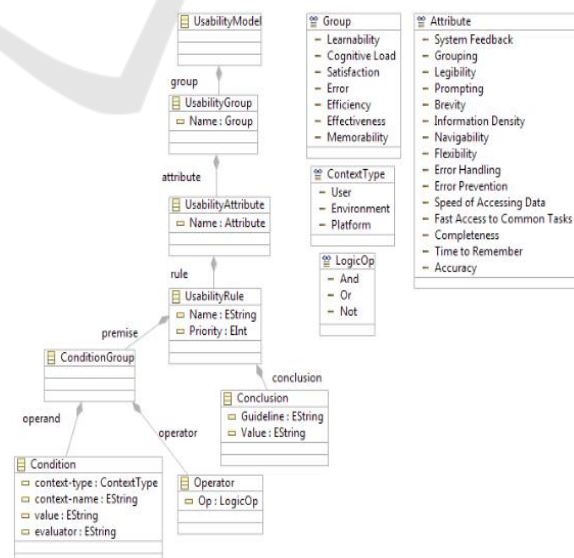 UsabilityModel
group
UsabilityGroup
Name : Group
attribute
UsabilityAttribute
Name : Attribute
rule
UsabilityRule
Name : EString
Priority : EInt
premise
ConditionGroup
conclusion
Conclusion
Guideline : EString
Value : EString
operand
operator
Condition
context-type : ContextType
context-name : EString
value : EString
evaluator : EString
Operator
Op : LogicOp
Group
Learnability
Cognitive Load
Satisfaction
Error
Efficiency
Effectiveness
Memorability
ContextType
User
Environment
Platform
LogicOp
And
Or
Not
Attribute
System Feedback
Grouping
Legibility
Prompting
Brevity
Information Density
Navigability
Flexibility
Error Handling
Error Prevention
Speed of Accessing Data
Fast Access to Common Tasks
Completeness
Time to Remember
Accuracy